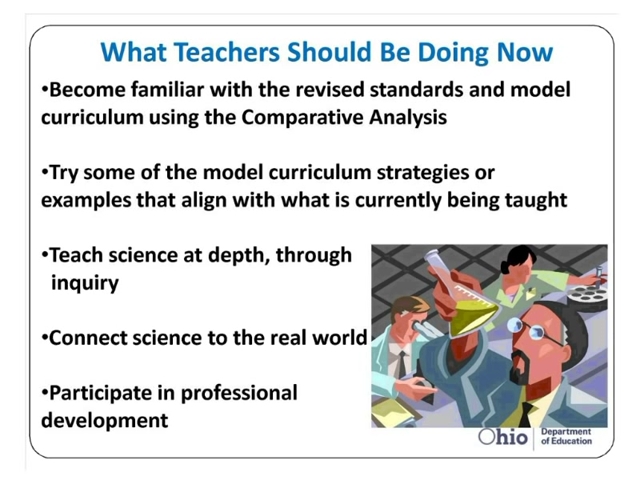 What Teachers Should Be Doing Now
•Become familiar with the revised standards and model
curriculum using the Comparative Analysis
•Try some of the model curriculum strategies or
examples that align with what is currently being taught
•Teach science at depth, through
inquiry
•Connect science to the real world
•Participate in professional
development
Ohio
Department
of Education